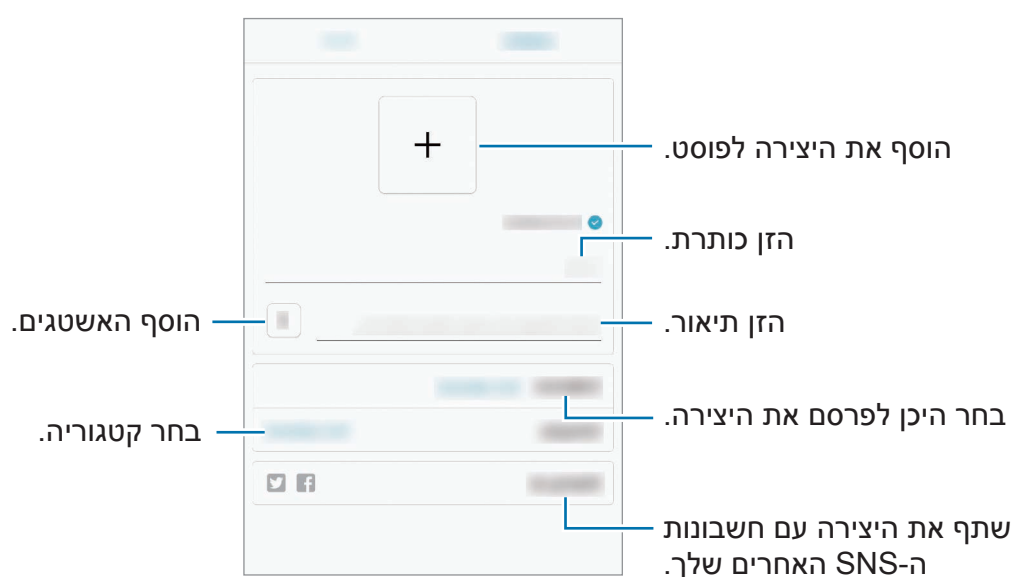 הוסף את היצירה לפוסט.
הזן כותרת.
הזן תיאור.
הוסף האשטגים.
בחר היכן לפרסם את היצירה.
בחר קטגוריה.
שתף את היצירה עם חשבונות
ה-SNS האחרים שלך.